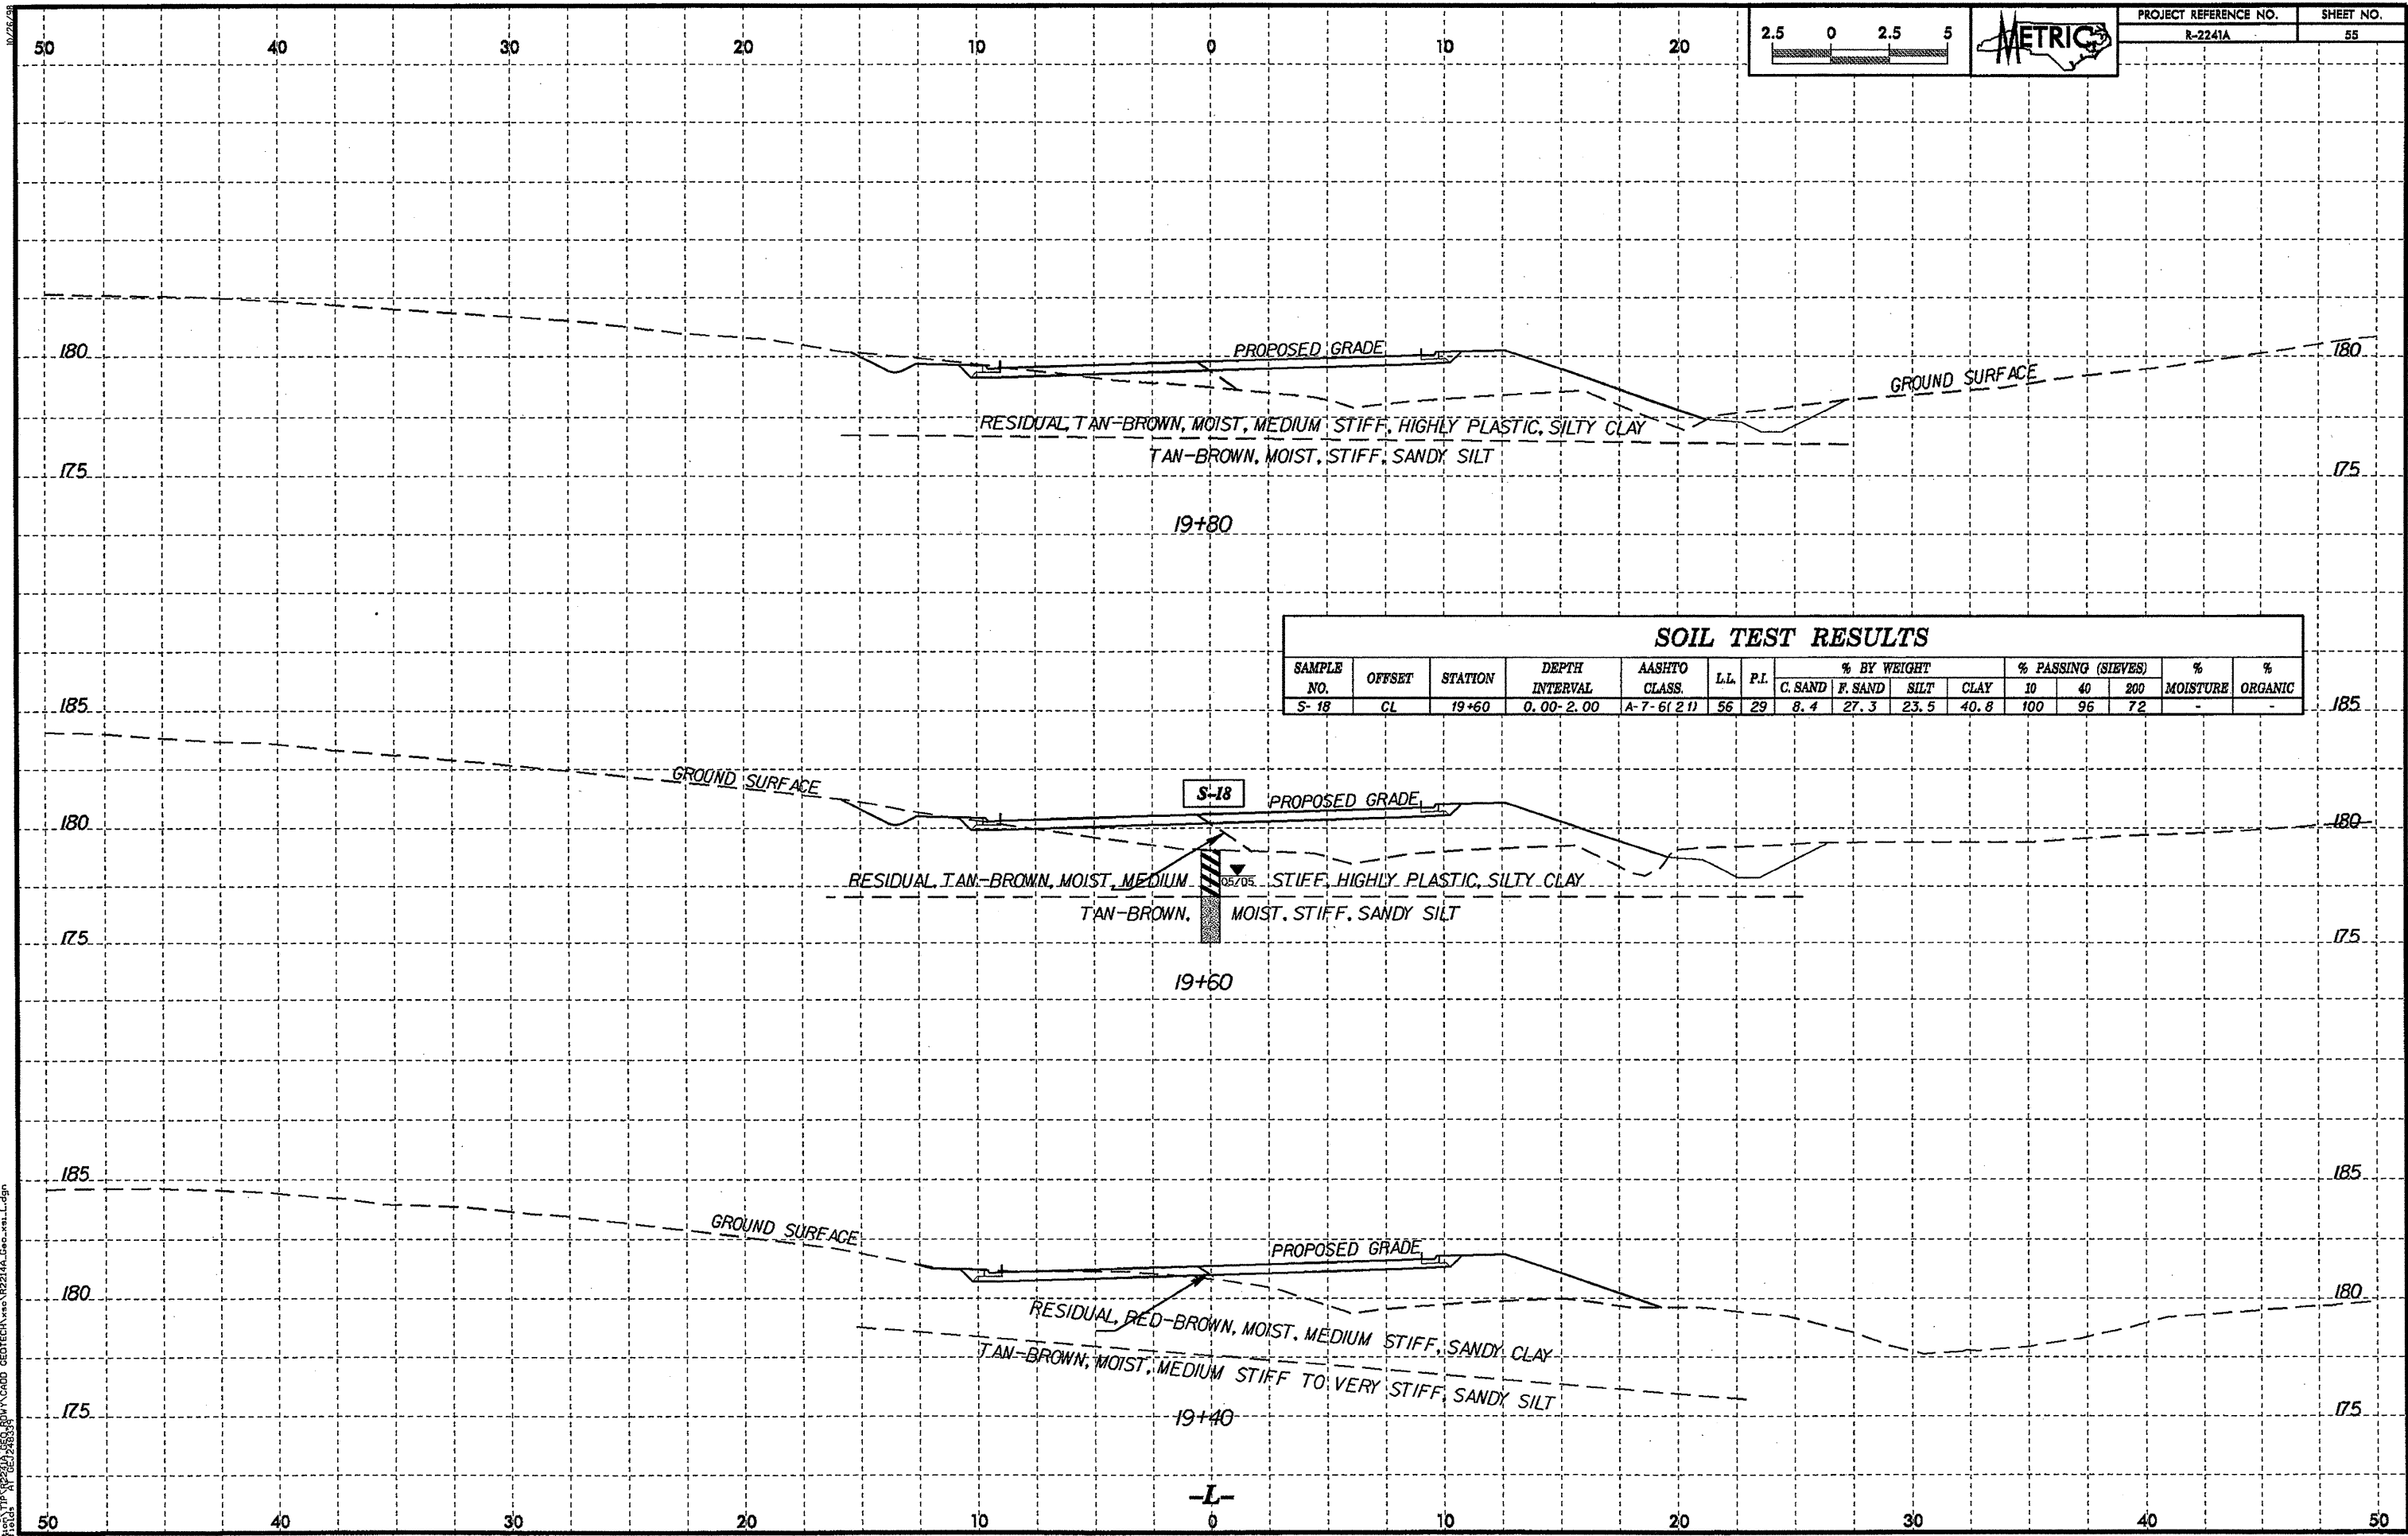 10/26/98
PROJECT REFERENCE NO. SHEET NO.
R-2241A 55
METRIC
2.5 0 2.5 5
50 40 30 20 10 0 10 20
PROPOSED GRADE
180 180
GROUND SURFACE
RESIDUAL, TAN-BROWN, MOIST, MEDIUM STIFF, HIGHLY PLASTIC, SILTY CLAY
TAN-BROWN, MOIST, STIFF, SANDY SILT
175 175
19+80
SOIL TEST RESULTS
SAMPLE NO. OFFSET STATION DEPTH INTERVAL AASHTO CLASS. L.L. P.I. % BY WEIGHT % PASSING (SIEVES) % MOISTURE % ORGANIC
C. SAND F. SAND SILT CLAY 10 40 200
S-18 CL 19+60 0.00-2.00 A-7-6(21) 56 29 8.4 27.3 23.5 40.8 100 96 72 - -
185 185
GROUND SURFACE
S-18
PROPOSED GRADE
180 180
05/05
RESIDUAL, TAN-BROWN, MOIST, MEDIUM STIFF, HIGHLY PLASTIC, SILTY CLAY
TAN-BROWN, MOIST, STIFF, SANDY SILT
175 175
19+60
185 185
GROUND SURFACE
PROPOSED GRADE
180 180
RESIDUAL, RED-BROWN, MOIST, MEDIUM STIFF, SANDY CLAY
TAN-BROWN, MOIST, MEDIUM STIFF TO VERY STIFF, SANDY SILT
175 175
19+40
-L-
50 40 30 20 10 0 10 20 30 40 50